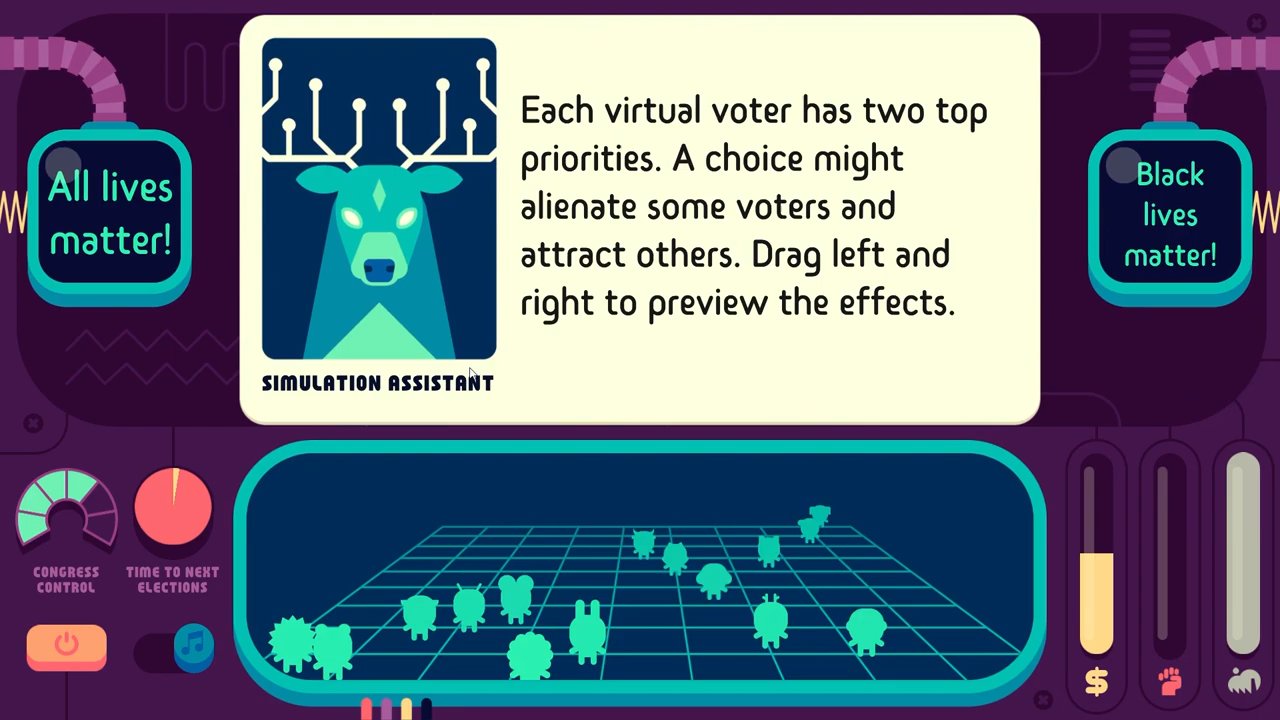 All lives
matter!
Each virtual voter has two top
priorities. A choice might
alienate some voters and
attract others. Drag left and
right to preview the effects.
SIMULATION ASSISTANT
Black
lives
matter!
CONGRESS
CONTROL
TIME TO NEXT
ELECTIONS
$